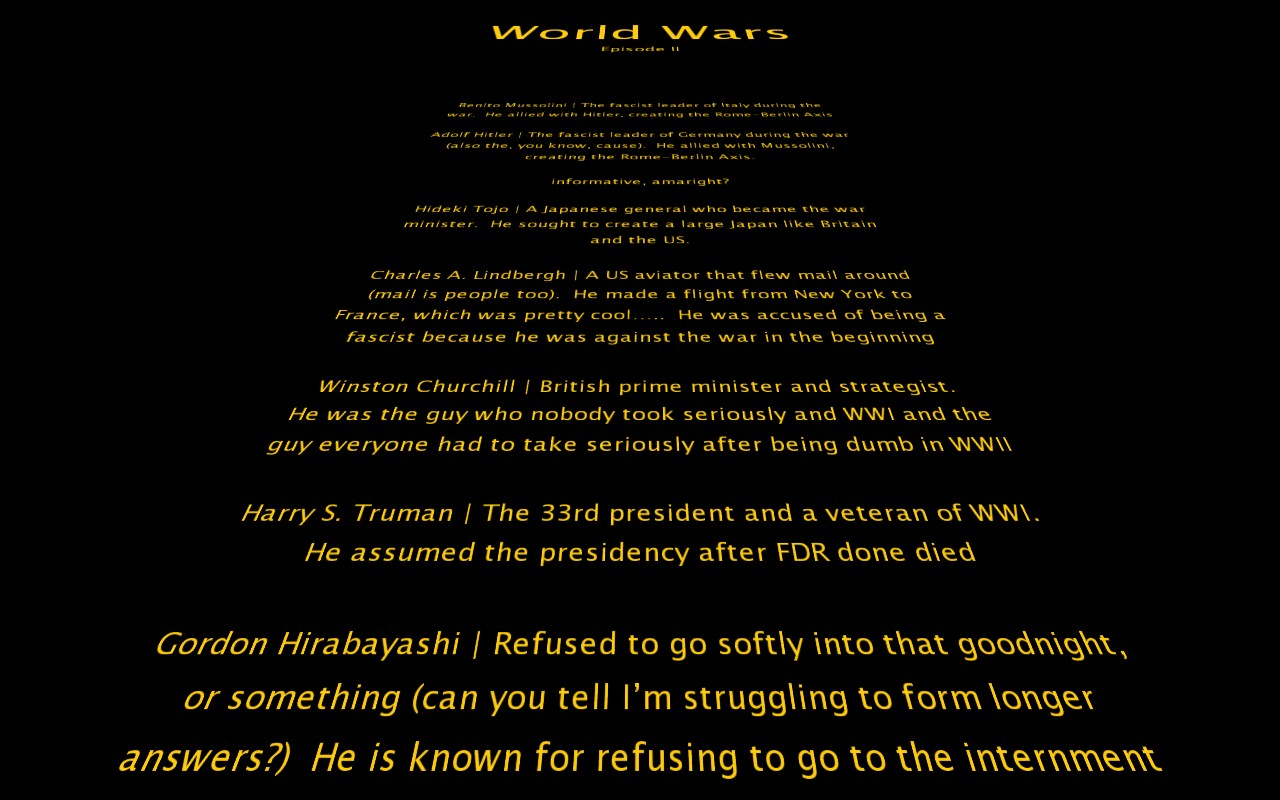 World Wars
Episode II
Benito Mussolini | The fascist leader of Italy during the
war.  He allied with Hitler, creating the Rome-Berlin Axis
Adolf Hitler | The fascist leader of Germany during the war
(also the, you know, cause).  He allied with Mussolini,
creating the Rome-Berlin Axis.
informative, amaright?
Hideki Tojo | A Japanese general who became the war
minister.  He sought to create a large Japan like Britain
and the US.
Charles A. Lindbergh | A US aviator that flew mail around
(mail is people too).  He made a flight from New York to
France, which was pretty cool.....  He was accused of being a
fascist because he was against the war in the beginning
Winston Churchill | British prime minister and strategist.
He was the guy who nobody took seriously and WWI and the
guy everyone had to take seriously after being dumb in WWII
Harry S. Truman | The 33rd president and a veteran of WWI.
He assumed the presidency after FDR done died
Gordon Hirabayashi | Refused to go softly into that goodnight,
or something (can you tell I’m struggling to form longer
answers?)  He is known for refusing to go to the internment